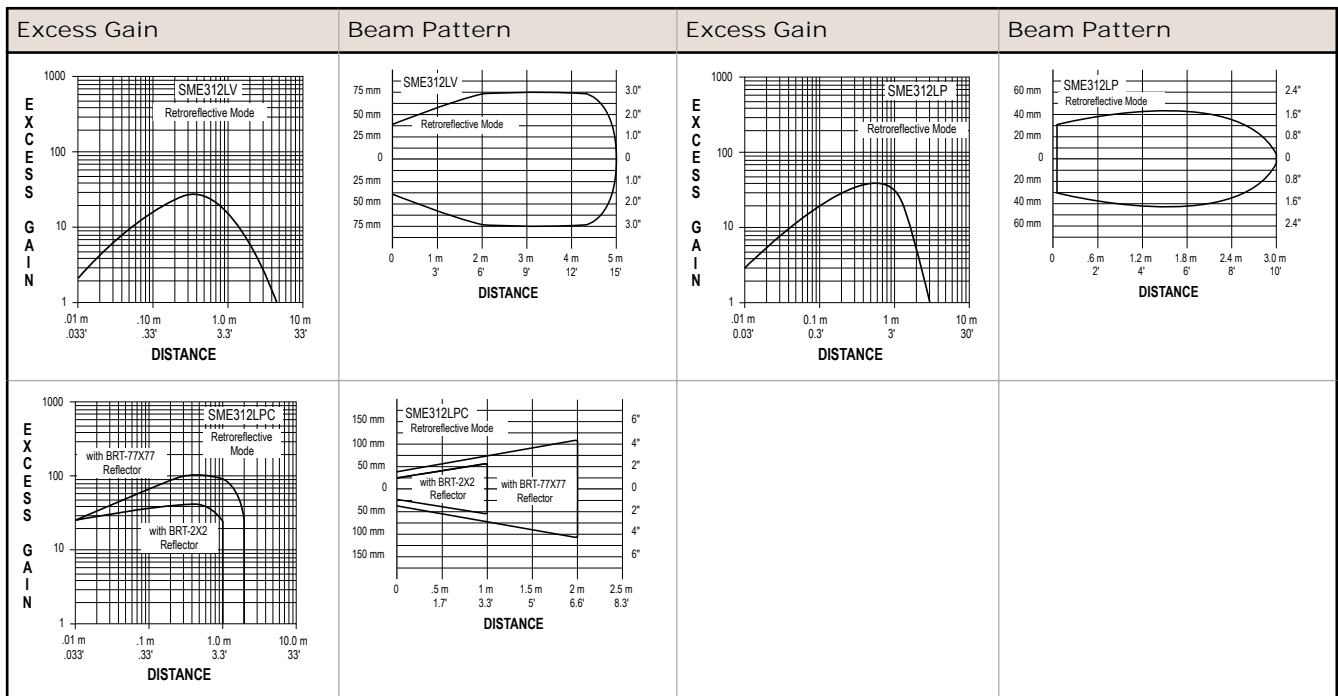 Excess Gain
Beam Pattern
Excess Gain
Beam Pattern
EXCESS GAIN
1000
100
10
1
SME312LV
Retroreflective Mode
.01 m .10 m 1.0 m 10 m
.033' .33' 3.3' 33'
DISTANCE
SME312LV
Retroreflective Mode
75 mm
50 mm
25 mm
0
25 mm
50 mm
75 mm
3.0"
2.0"
1.0"
0
1.0"
2.0"
3.0"
0 1 m 2 m 3 m 4 m 5 m
3' 6' 9' 12' 15'
DISTANCE
EXCESS GAIN
1000
100
10
1
SME312LP
Retroreflective Mode
.01 m 0.1 m 1 m 10 m
0.03' 0.3' 3' 30'
DISTANCE
SME312LP
Retroreflective Mode
60 mm
40 mm
20 mm
0
20 mm
40 mm
60 mm
2.4"
1.6"
0.8"
0
0.8"
1.6"
2.4"
0 .6 m 1.2 m 1.8 m 2.4 m 3.0 m
2' 4' 6' 8' 10'
DISTANCE
EXCESS GAIN
1000
100
10
1
SME312LPC
Retroreflective
Mode
with BRT-77X77
Reflector
with BRT-2X2
Reflector
.01 m .1 m 1.0 m 10.0 m
.033' .33' 3.3' 33'
DISTANCE
SME312LPC
Retroreflective Mode
150 mm
100 mm
50 mm
0
50 mm
100 mm
150 mm
with BRT-2X2
Reflector
with BRT-77X77
Reflector
6"
4"
2"
0
2"
4"
6"
0 .5 m 1 m 1.5 m 2 m 2.5 m
1.7' 3.3' 5' 6.6' 8.3'
DISTANCE